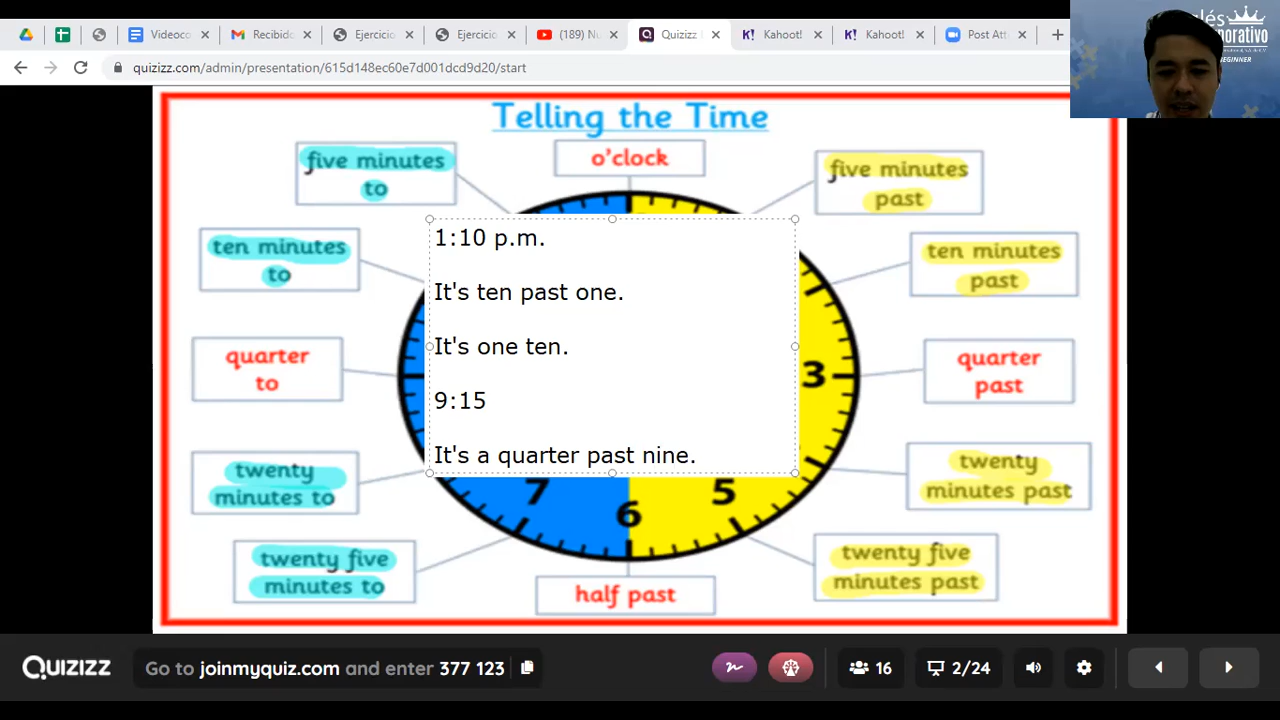 Videoco
Recibido
Ejercicio
Ejercicio
(189) Nu
Quizizz
Kahoot!
Kahoot!
Post Att
quizizz.com/admin/presentation/615d148ec60e7d001dcd9d20/start
BEGINNER
Telling the Time
five minutes
to
o'clock
five minutes
past
ten minutes
to
ten minutes
past
quarter
to
quarter
past
twenty
minutes to
twenty
minutes past
twenty five
minutes to
half past
twenty five
minutes past
3
5
6
7
1:10 p.m.
It's ten past one.
It's one ten.
9:15
It's a quarter past nine.
Quizizz
Go to joinmyquiz.com and enter 377 123
16
2/24